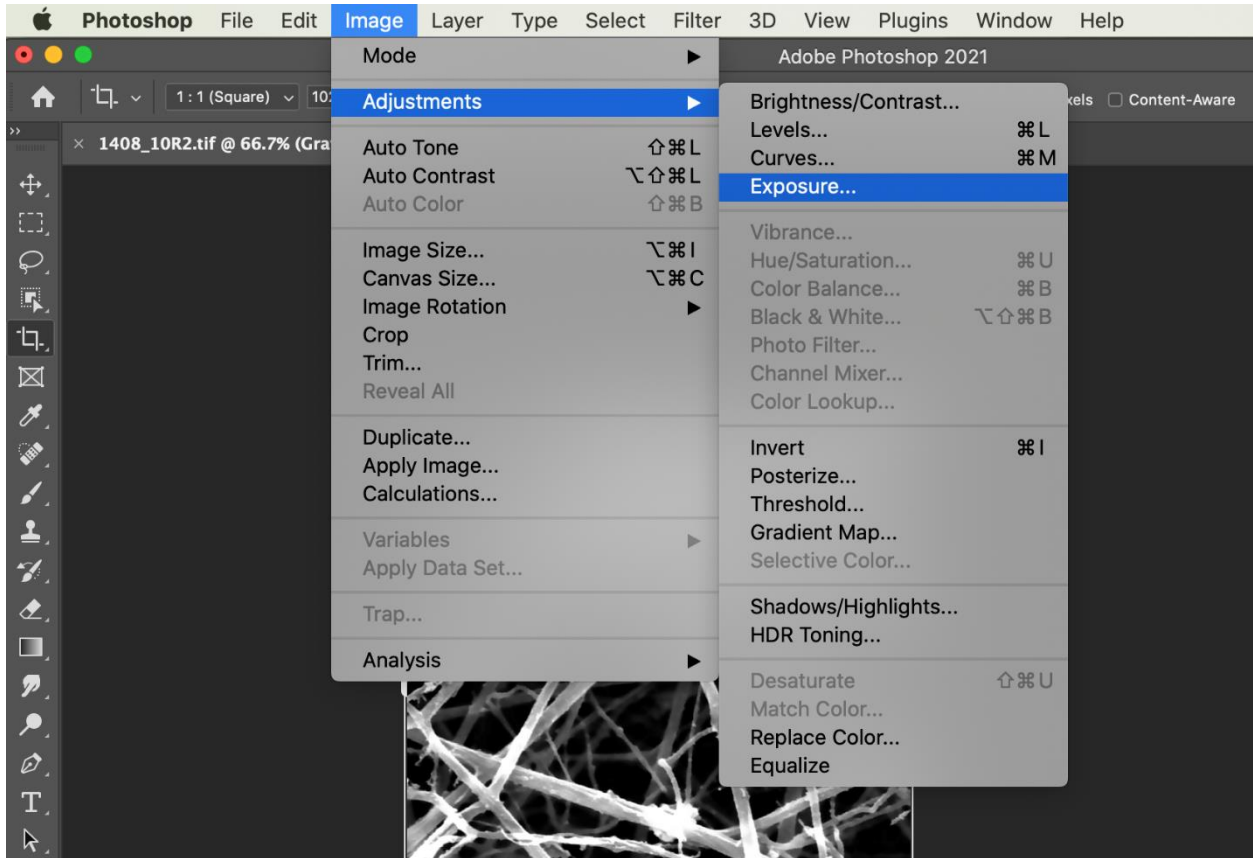 Photoshop File Edit Image Layer Type Select Filter 3D View Plugins Window Help
Adobe Photoshop 2021
1 : 1 (Square) Content-Aware
× 1408_10R2.tif @ 66.7%
Mode ▶
Adjustments ▶
Auto Tone ⇧⌘L
Auto Contrast ⌥⇧⌘L
Auto Color ⇧⌘B
Image Size... ⌥⌘I
Canvas Size... ⌥⌘C
Image Rotation ▶
Crop
Trim...
Reveal All
Duplicate...
Apply Image...
Calculations...
Variables ▶
Apply Data Set...
Trap...
Analysis ▶
Brightness/Contrast...
Levels... ⌘L
Curves... ⌘M
Exposure...
Vibrance...
Hue/Saturation... ⌘U
Color Balance... ⌘B
Black & White... ⌥⇧⌘B
Photo Filter...
Channel Mixer...
Color Lookup...
Invert ⌘I
Posterize...
Threshold...
Gradient Map...
Selective Color...
Shadows/Highlights...
HDR Toning...
Desaturate ⇧⌘U
Match Color...
Replace Color...
Equalize